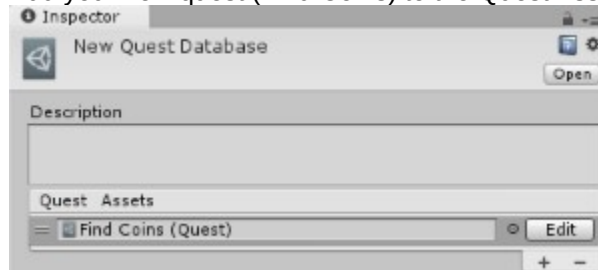 Inspector
New Quest Database
Open
Description
Quest Assets
Find Coins (Quest)
Edit
+ -